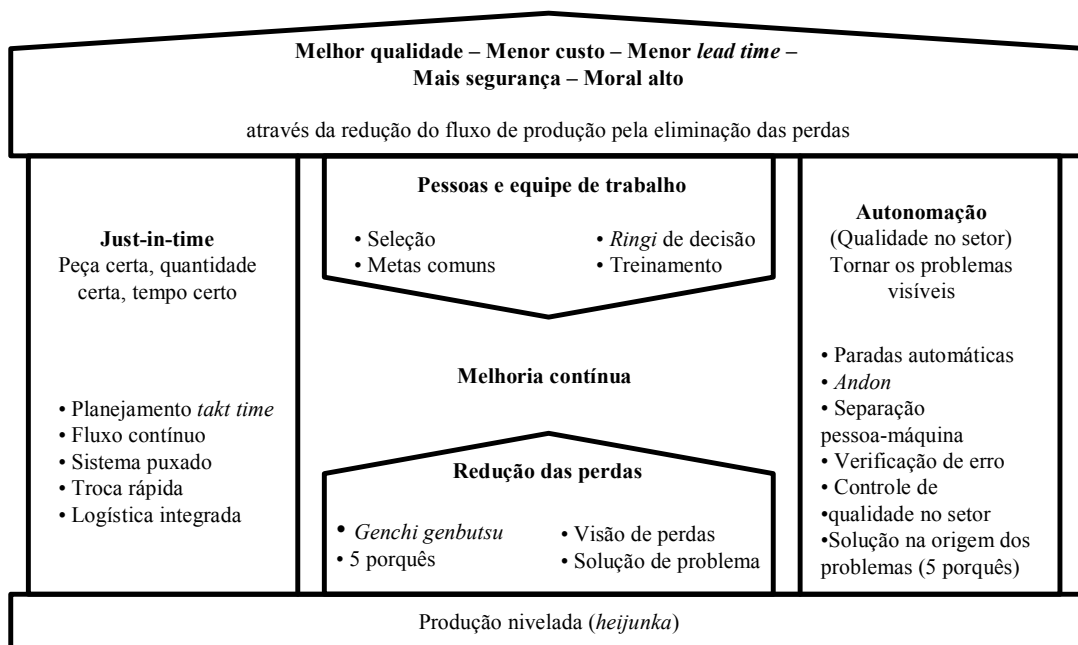 Melhor qualidade – Menor custo – Menor lead time –
Mais segurança – Moral alto
através da redução do fluxo de produção pela eliminação das perdas
Just-in-time
Peça certa, quantidade
certa, tempo certo
• Planejamento takt time
• Fluxo contínuo
• Sistema puxado
• Troca rápida
• Logística integrada
Pessoas e equipe de trabalho
• Seleção
• Metas comuns
• Ringi de decisão
• Treinamento
Melhoria contínua
Redução das perdas
• Genchi genbutsu
• 5 porquês
• Visão de perdas
• Solução de problema
Autonomação
(Qualidade no setor)
Tornar os problemas
visíveis
• Paradas automáticas
• Andon
• Separação
pessoa-máquina
• Verificação de erro
• Controle de
•qualidade no setor
•Solução na origem dos
problemas (5 porquês)
Produção nivelada (heijunka)